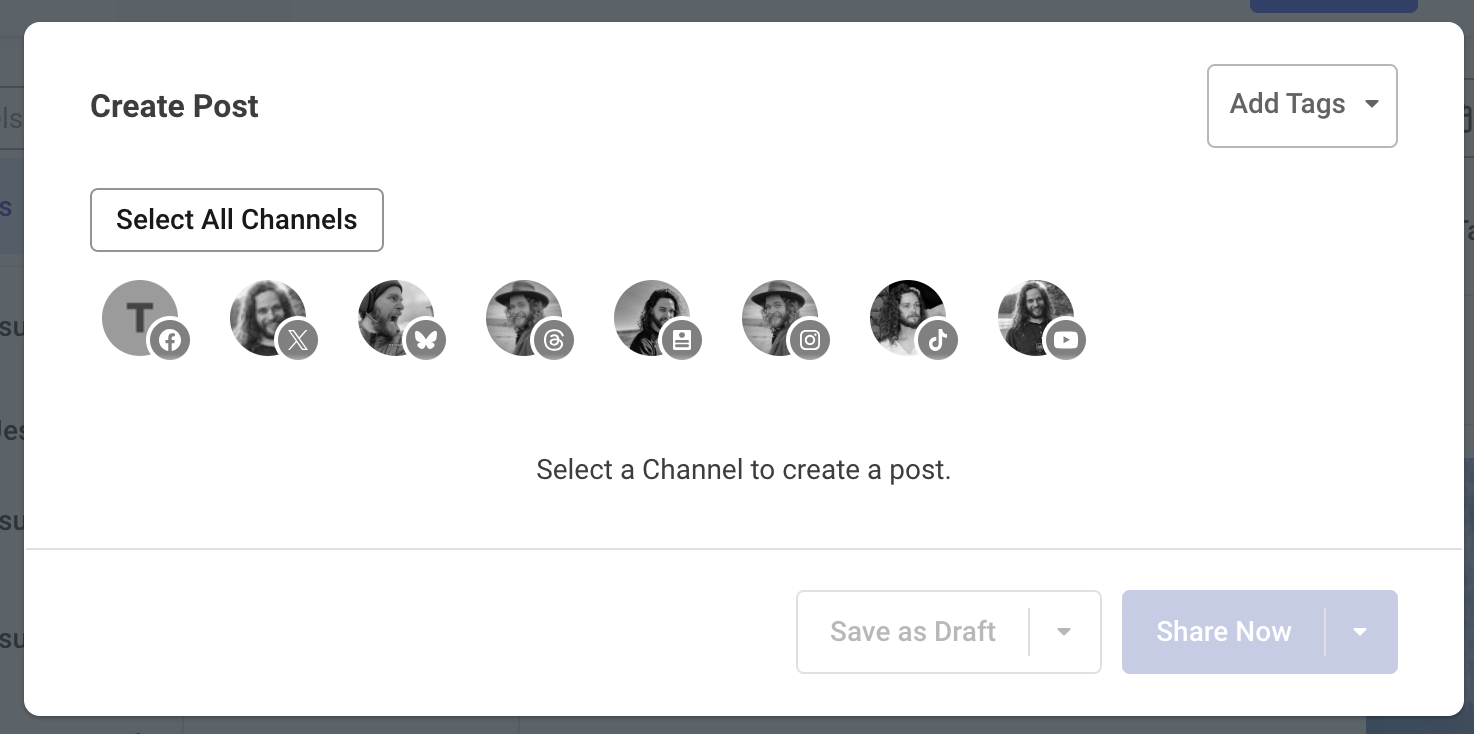 Create Post
Add Tags
Select All Channels
T
Select a Channel to create a post.
Save as Draft
Share Now